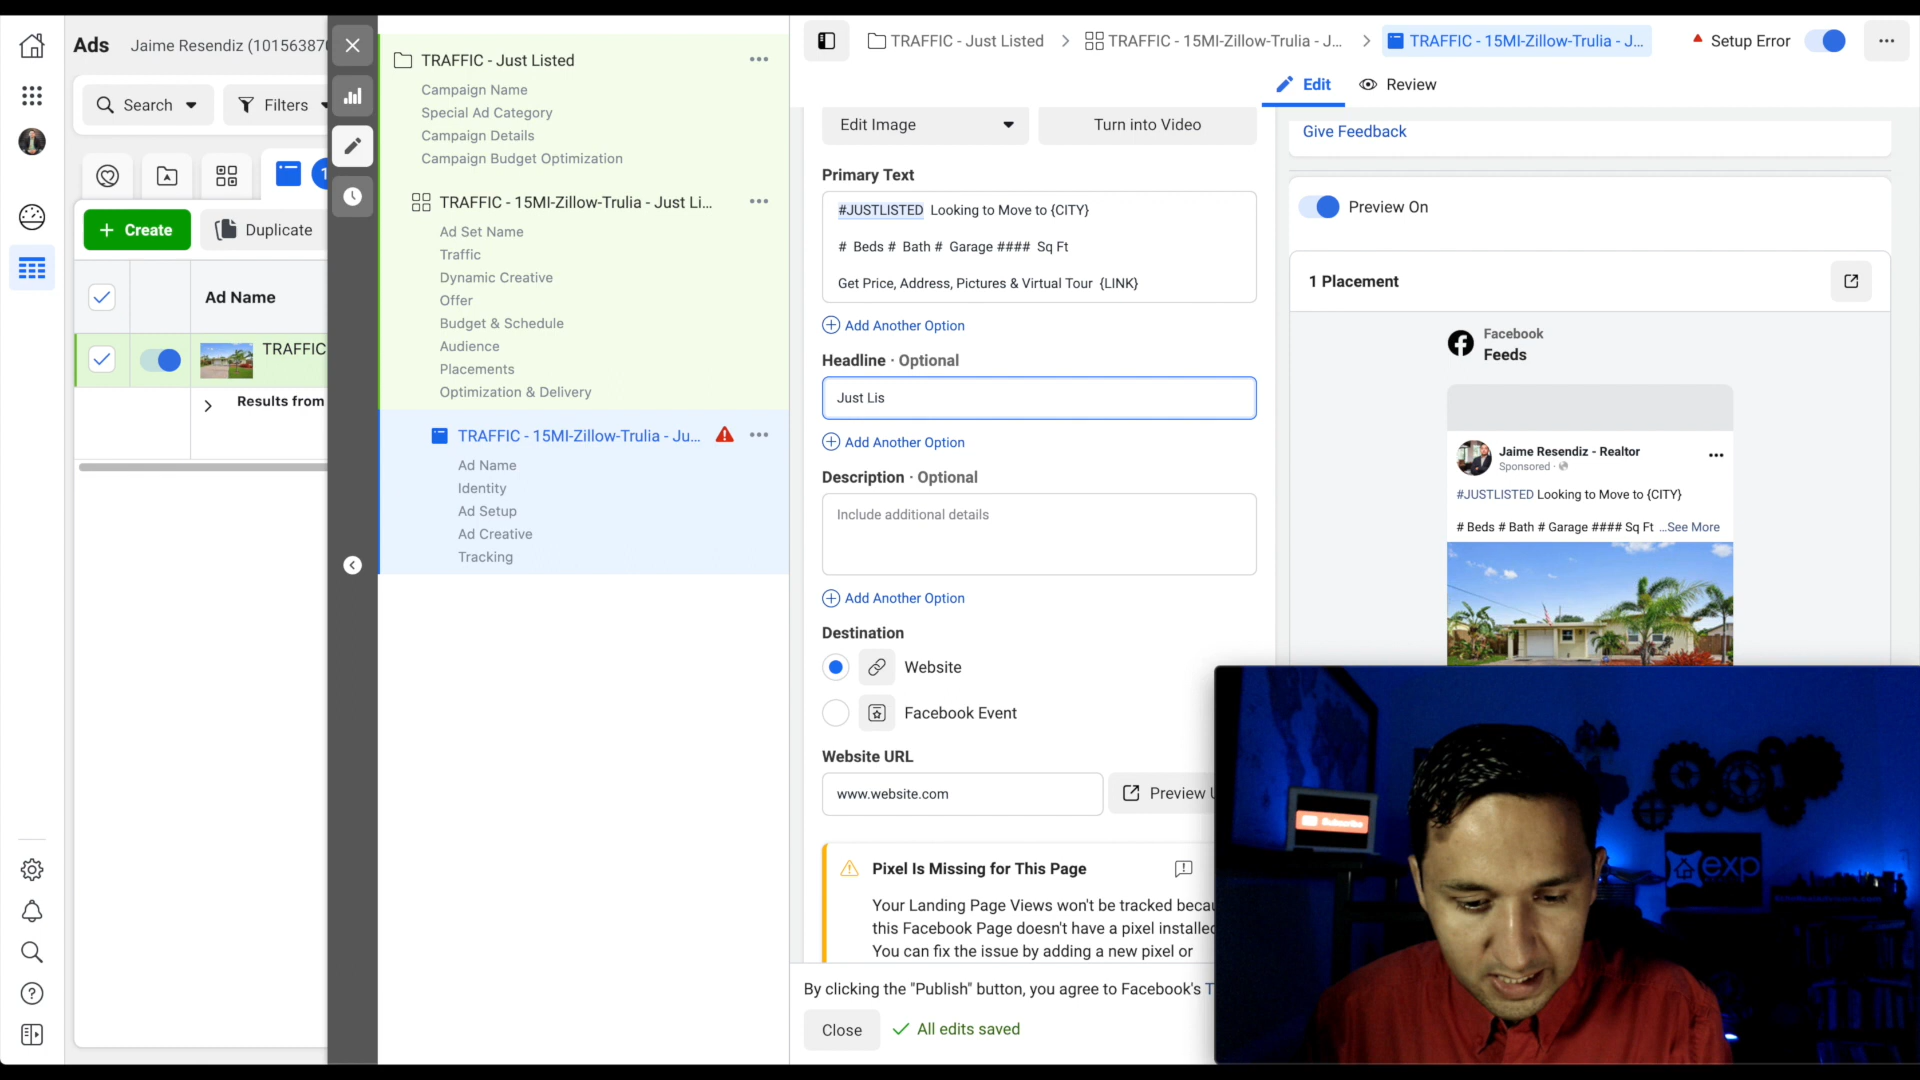 Ads
Jaime Resendiz (101563870
Search
Filters
Create
Duplicate
Ad Name
TRAFFIC
Results from
TRAFFIC - Just Listed
Campaign Name
Special Ad Category
Campaign Details
Campaign Budget Optimization
TRAFFIC - 15MI-Zillow-Trulia - Just Li...
Ad Set Name
Traffic
Dynamic Creative
Offer
Budget & Schedule
Audience
Placements
Optimization & Delivery
TRAFFIC - 15MI-Zillow-Trulia - Ju...
Ad Name
Identity
Ad Setup
Ad Creative
Tracking
TRAFFIC - Just Listed
TRAFFIC - 15MI-Zillow-Trulia - J...
TRAFFIC - 15MI-Zillow-Trulia - J...
Setup Error
Edit
Review
Edit Image
Turn into Video
Primary Text
#JUSTLISTED Looking to Move to {CITY}
# Beds # Bath # Garage #### Sq Ft
Get Price, Address, Pictures & Virtual Tour {LINK}
Add Another Option
Headline · Optional
Just Lis
Add Another Option
Description · Optional
Include additional details
Add Another Option
Destination
Website
Facebook Event
Website URL
www.website.com
Preview
Pixel Is Missing for This Page
Your Landing Page Views won't be tracked becau
this Facebook Page doesn't have a pixel installed
You can fix the issue by adding a new pixel or
By clicking the "Publish" button, you agree to Facebook's T
Close
All edits saved
Give Feedback
Preview On
1 Placement
Facebook
Feeds
Jaime Resendiz - Realtor
Sponsored ·
#JUSTLISTED Looking to Move to {CITY}
# Beds # Bath # Garage #### Sq Ft ...See More
Subscribe
exp